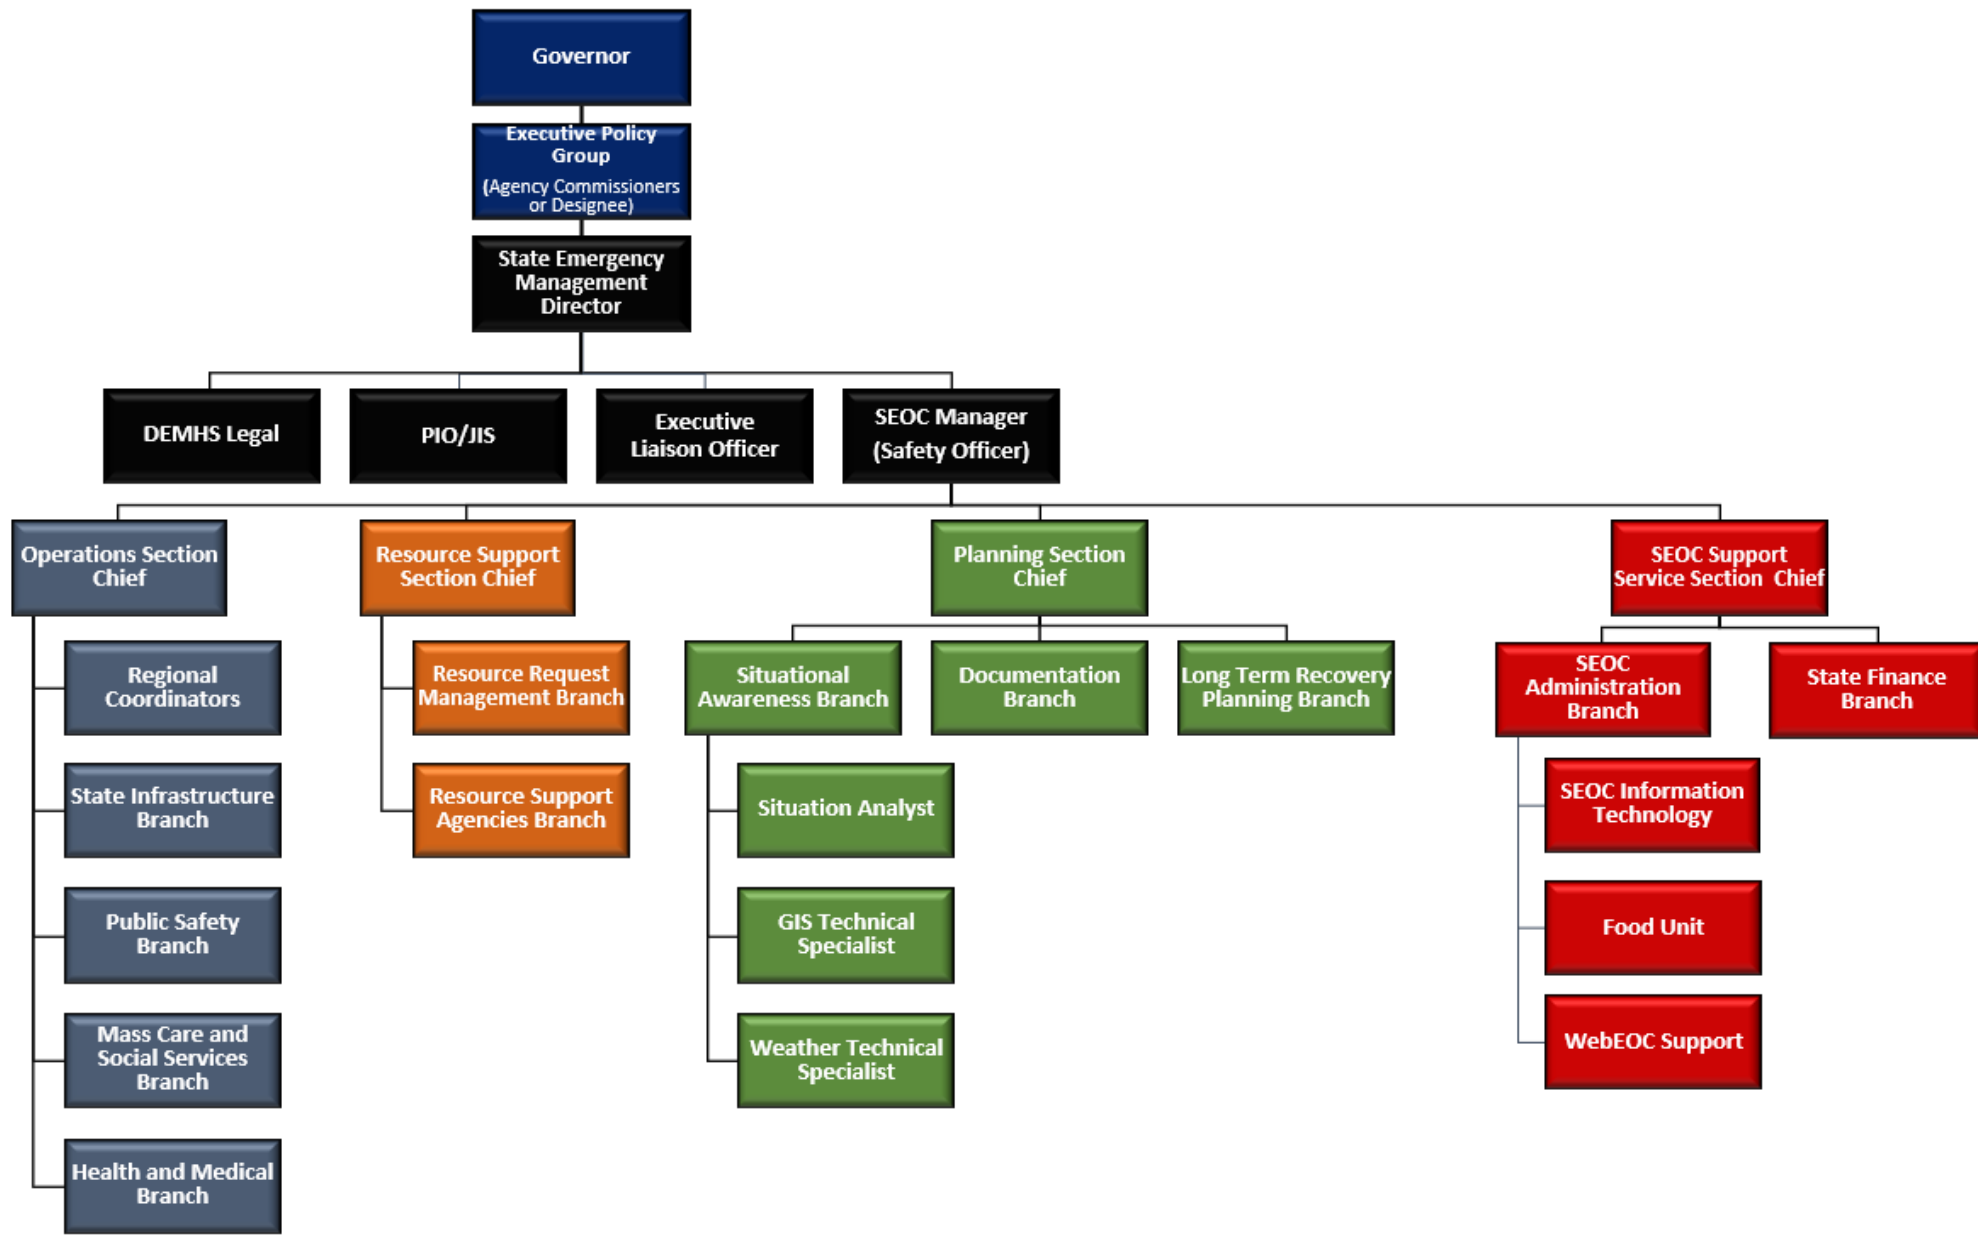 Governor
Executive Policy
Group
(Agency Commissioners
or Designee)
State Emergency
Management
Director
DEMHS Legal
PIO/JIS
Executive
Liaison Officer
SEOC Manager
(Safety Officer)
Operations Section
Chief
Resource Support
Section Chief
Planning Section
Chief
SEOC Support
Service Section Chief
Regional
Coordinators
State Infrastructure
Branch
Public Safety
Branch
Mass Care and
Social Services
Branch
Health and Medical
Branch
Resource Request
Management Branch
Resource Support
Agencies Branch
Situational
Awareness Branch
Documentation
Branch
Long Term Recovery
Planning Branch
Situation Analyst
GIS Technical
Specialist
Weather Technical
Specialist
SEOC
Administration
Branch
State Finance
Branch
SEOC Information
Technology
Food Unit
WebEOC Support